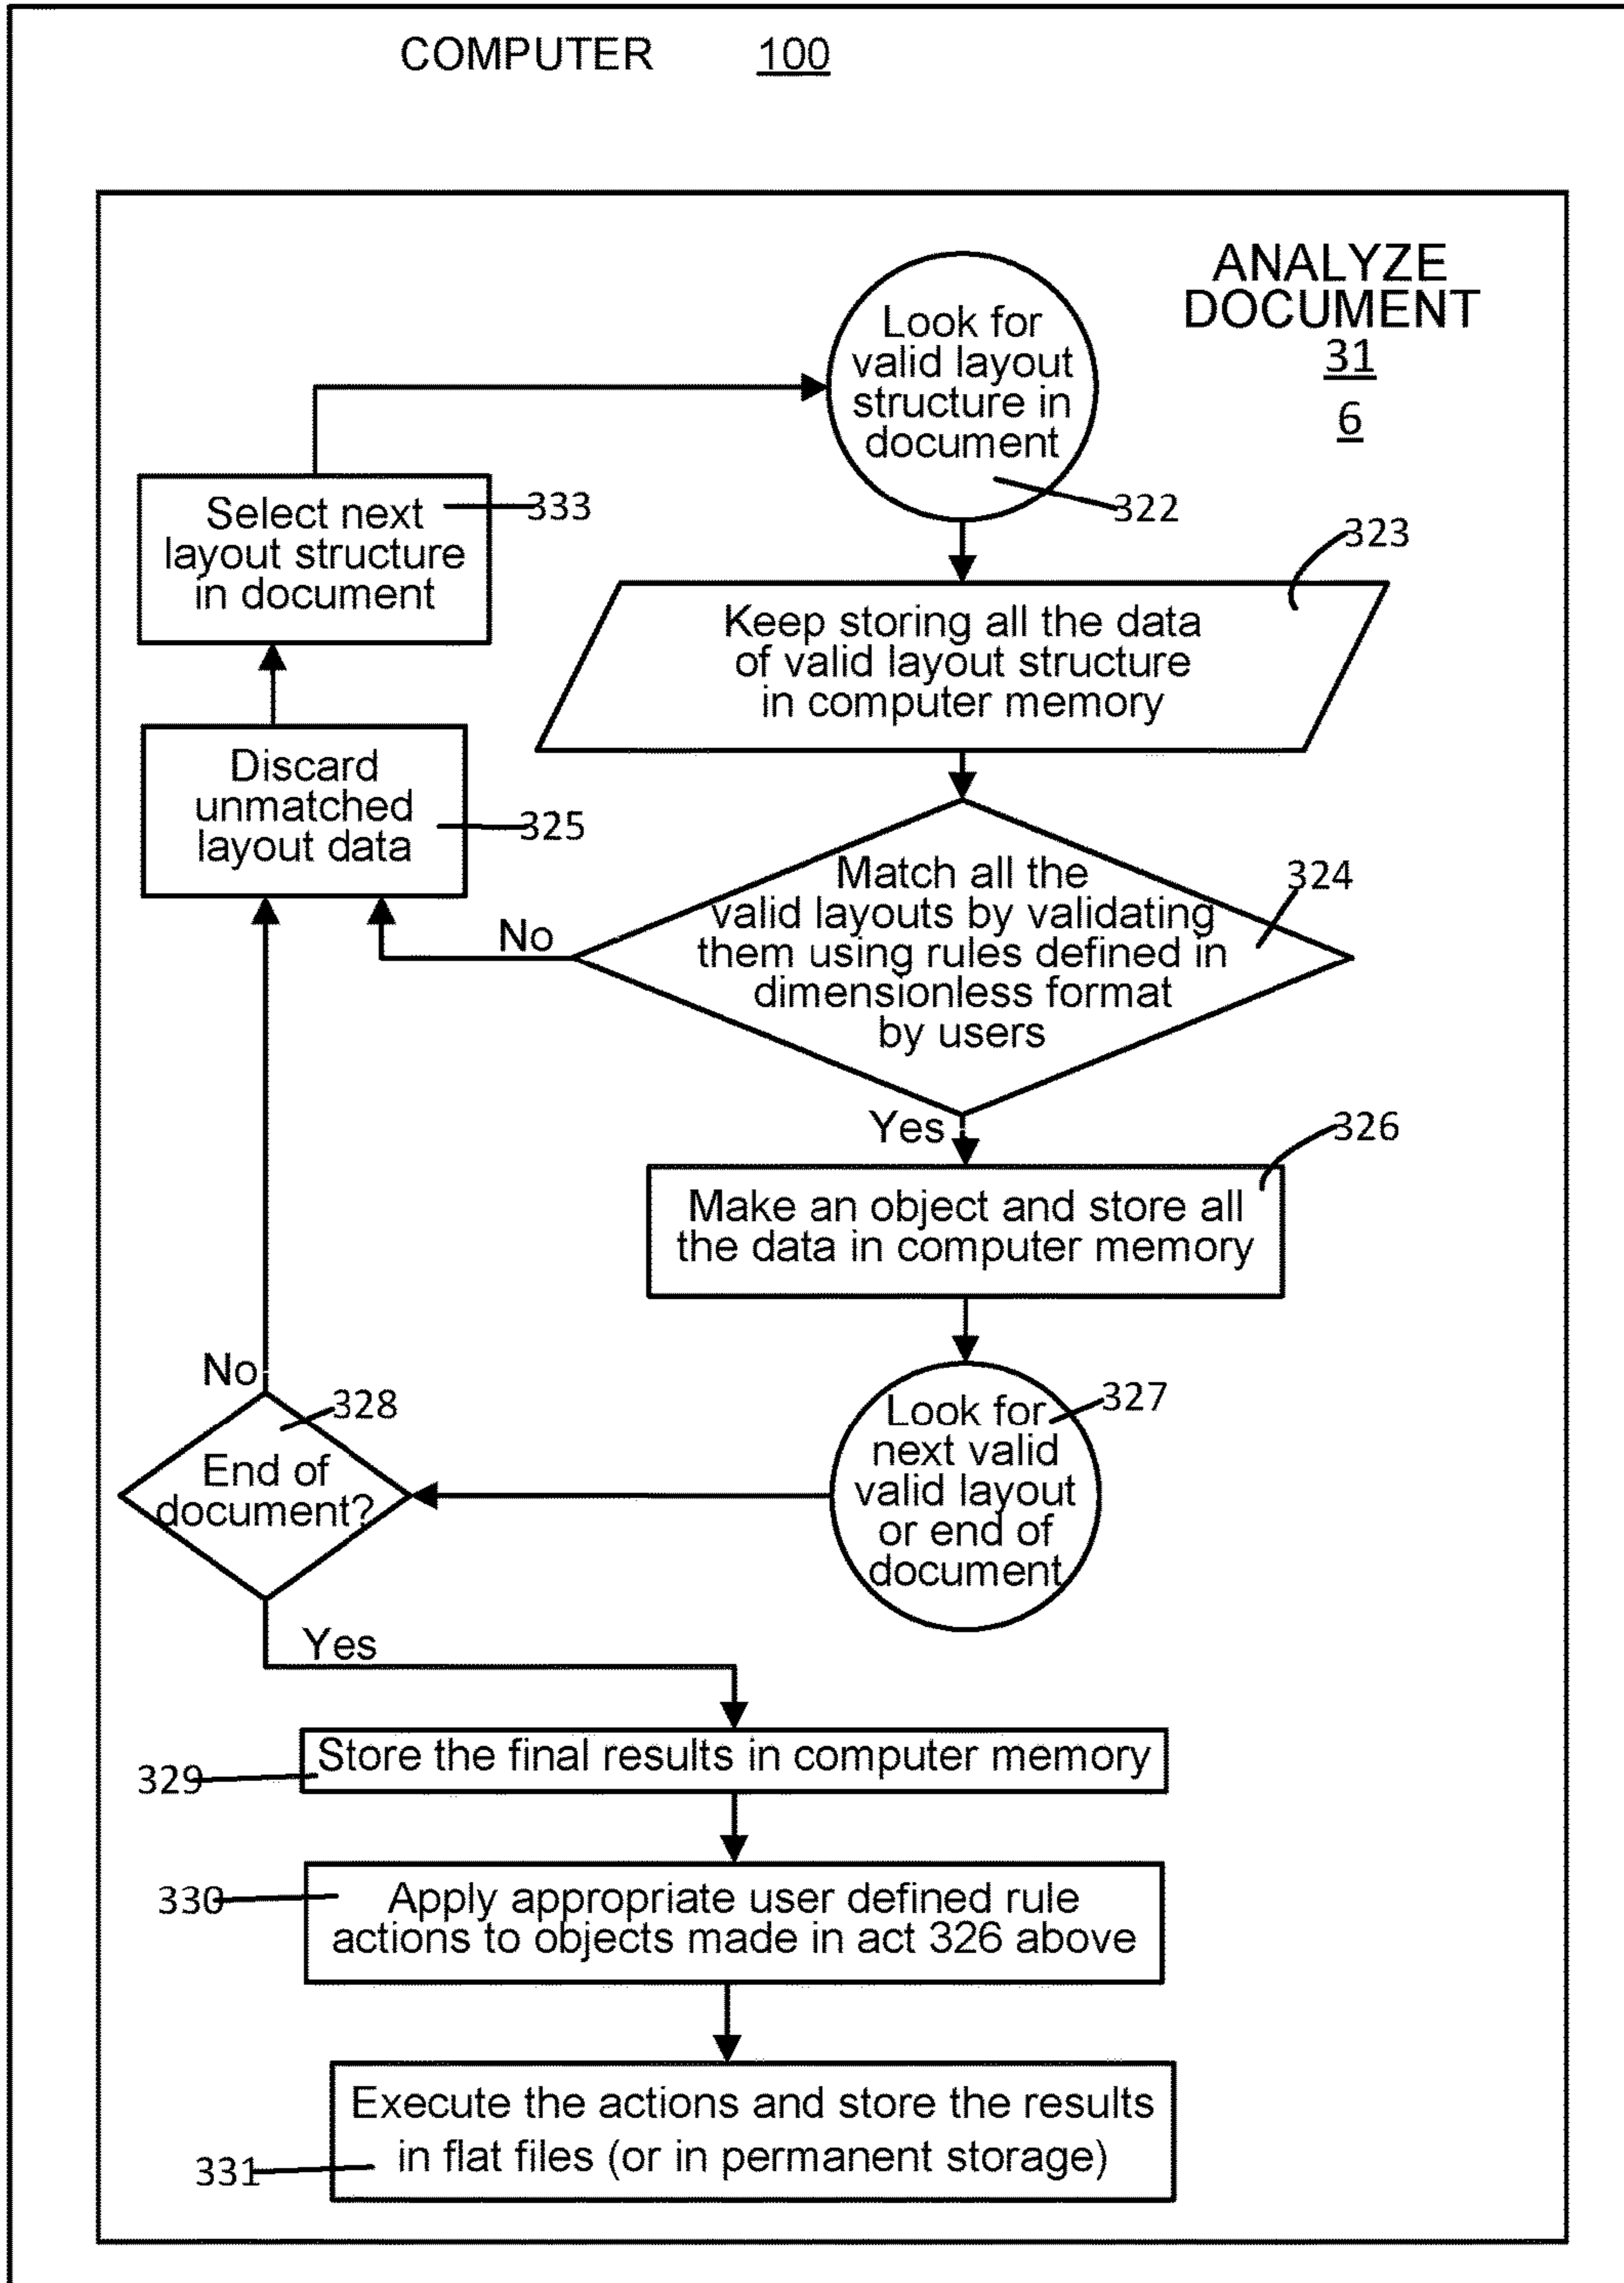 COMPUTER 100
ANALYZE
DOCUMENT
31
6
Look for
valid layout
structure in
document
322
Select next
layout structure
in document
333
323
Keep storing all the data
of valid layout structure
in computer memory
Discard
unmatched
layout data
325
324
Match all the
valid layouts by validating
them using rules defined in
dimensionless format
by users
No
Yes
326
Make an object and store all
the data in computer memory
No
328
End of
document?
327
Look for
next valid
valid layout
or end of
document
Yes
329
Store the final results in computer memory
330
Apply appropriate user defined rule
actions to objects made in act 326 above
Execute the actions and store the results
in flat files (or in permanent storage)
331